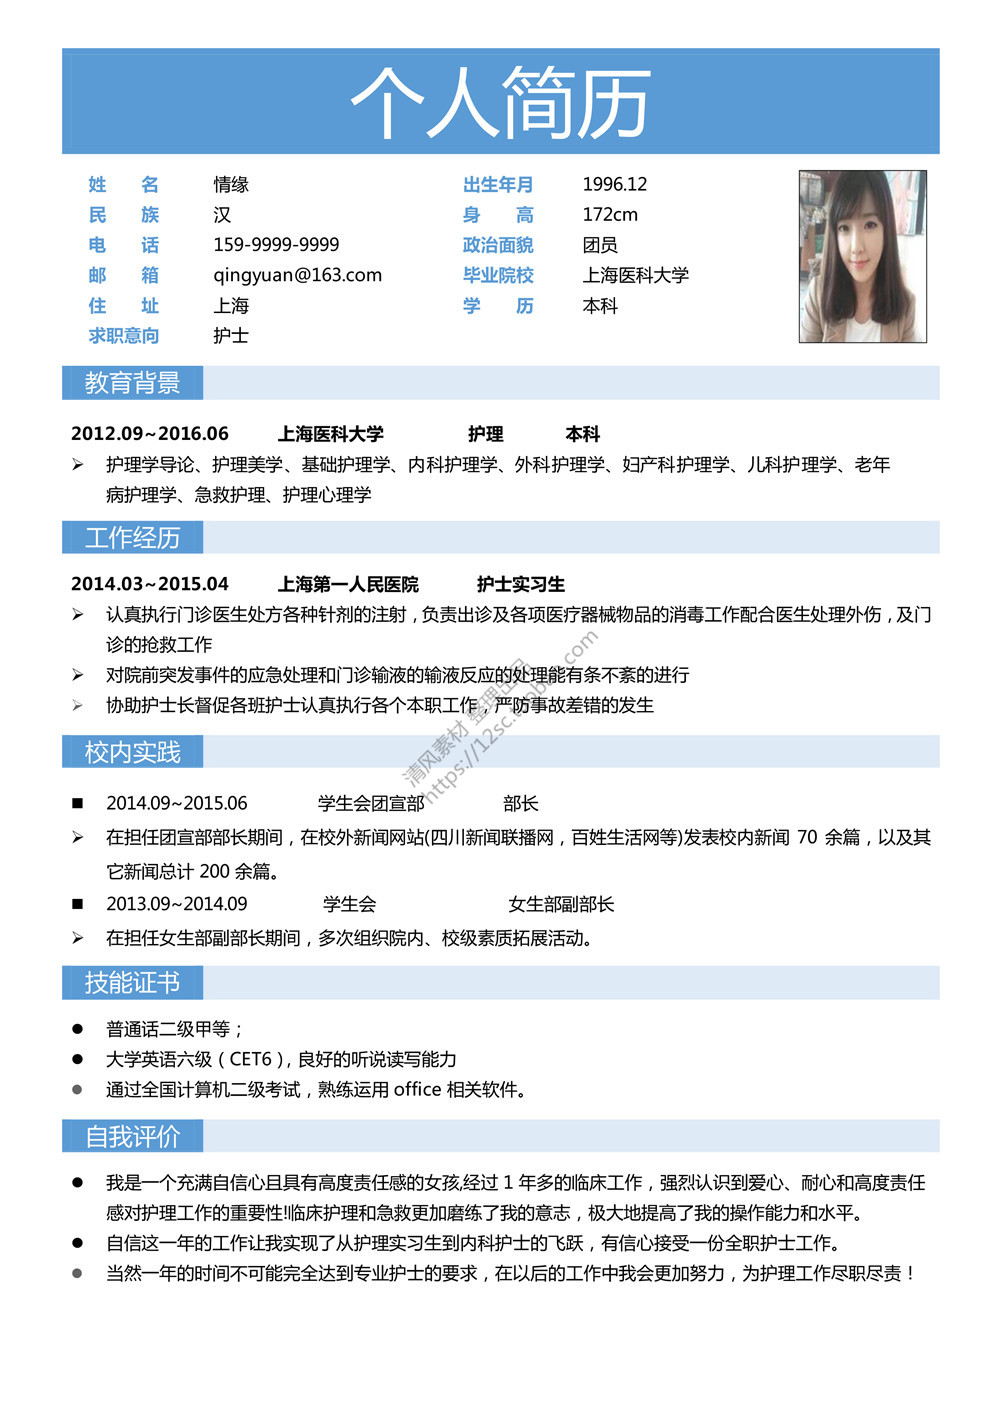 个人简历
姓 名 情缘 出生年月 1996.12
民 族 汉 身 高 172cm
电 话 159-9999-9999 政治面貌 团员
邮 箱 qingyuan@163.com 毕业院校 上海医科大学
住 址 上海 学 历 本科
求职意向 护士
教育背景
2012.09~2016.06 上海医科大学 护理 本科
护理学导论、护理美学、基础护理学、内科护理学、外科护理学、妇产科护理学、儿科护理学、老年
病护理学、急救护理、护理心理学
工作经历
2014.03~2015.04 上海第一人民医院 护士实习生
认真执行门诊医生处方各种针剂的注射，负责出诊及各项医疗器械物品的消毒工作配合医生处理外伤，及门
诊的抢救工作
对院前突发事件的应急处理和门诊输液的输液反应的处理能有条不紊的进行
协助护士长督促各班护士认真执行各个本职工作，严防事故差错的发生
清风素材 整理出品
校内实践
2014.09~2015.06 学生会团宣部 部长
在担任团宣部部长期间，在校外新闻网站(四川新闻联播网，百姓生活网等)发表校内新闻 70 余篇，以及其
它新闻总计 200 余篇。
2013.09~2014.09 学生会 女生部副部长
在担任女生部副部长期间，多次组织院内、校级素质拓展活动。
技能证书
普通话二级甲等；
大学英语六级（CET6），良好的听说读写能力
通过全国计算机二级考试，熟练运用 office 相关软件。
自我评价
我是一个充满自信心且具有高度责任感的女孩,经过 1 年多的临床工作，强烈认识到爱心、耐心和高度责任
感对护理工作的重要性!临床护理和急救更加磨练了我的意志，极大地提高了我的操作能力和水平。
自信这一年的工作让我实现了从护理实习生到内科护士的飞跃，有信心接受一份全职护士工作。
当然一年的时间不可能完全达到专业护士的要求，在以后的工作中我会更加努力，为护理工作尽职尽责！